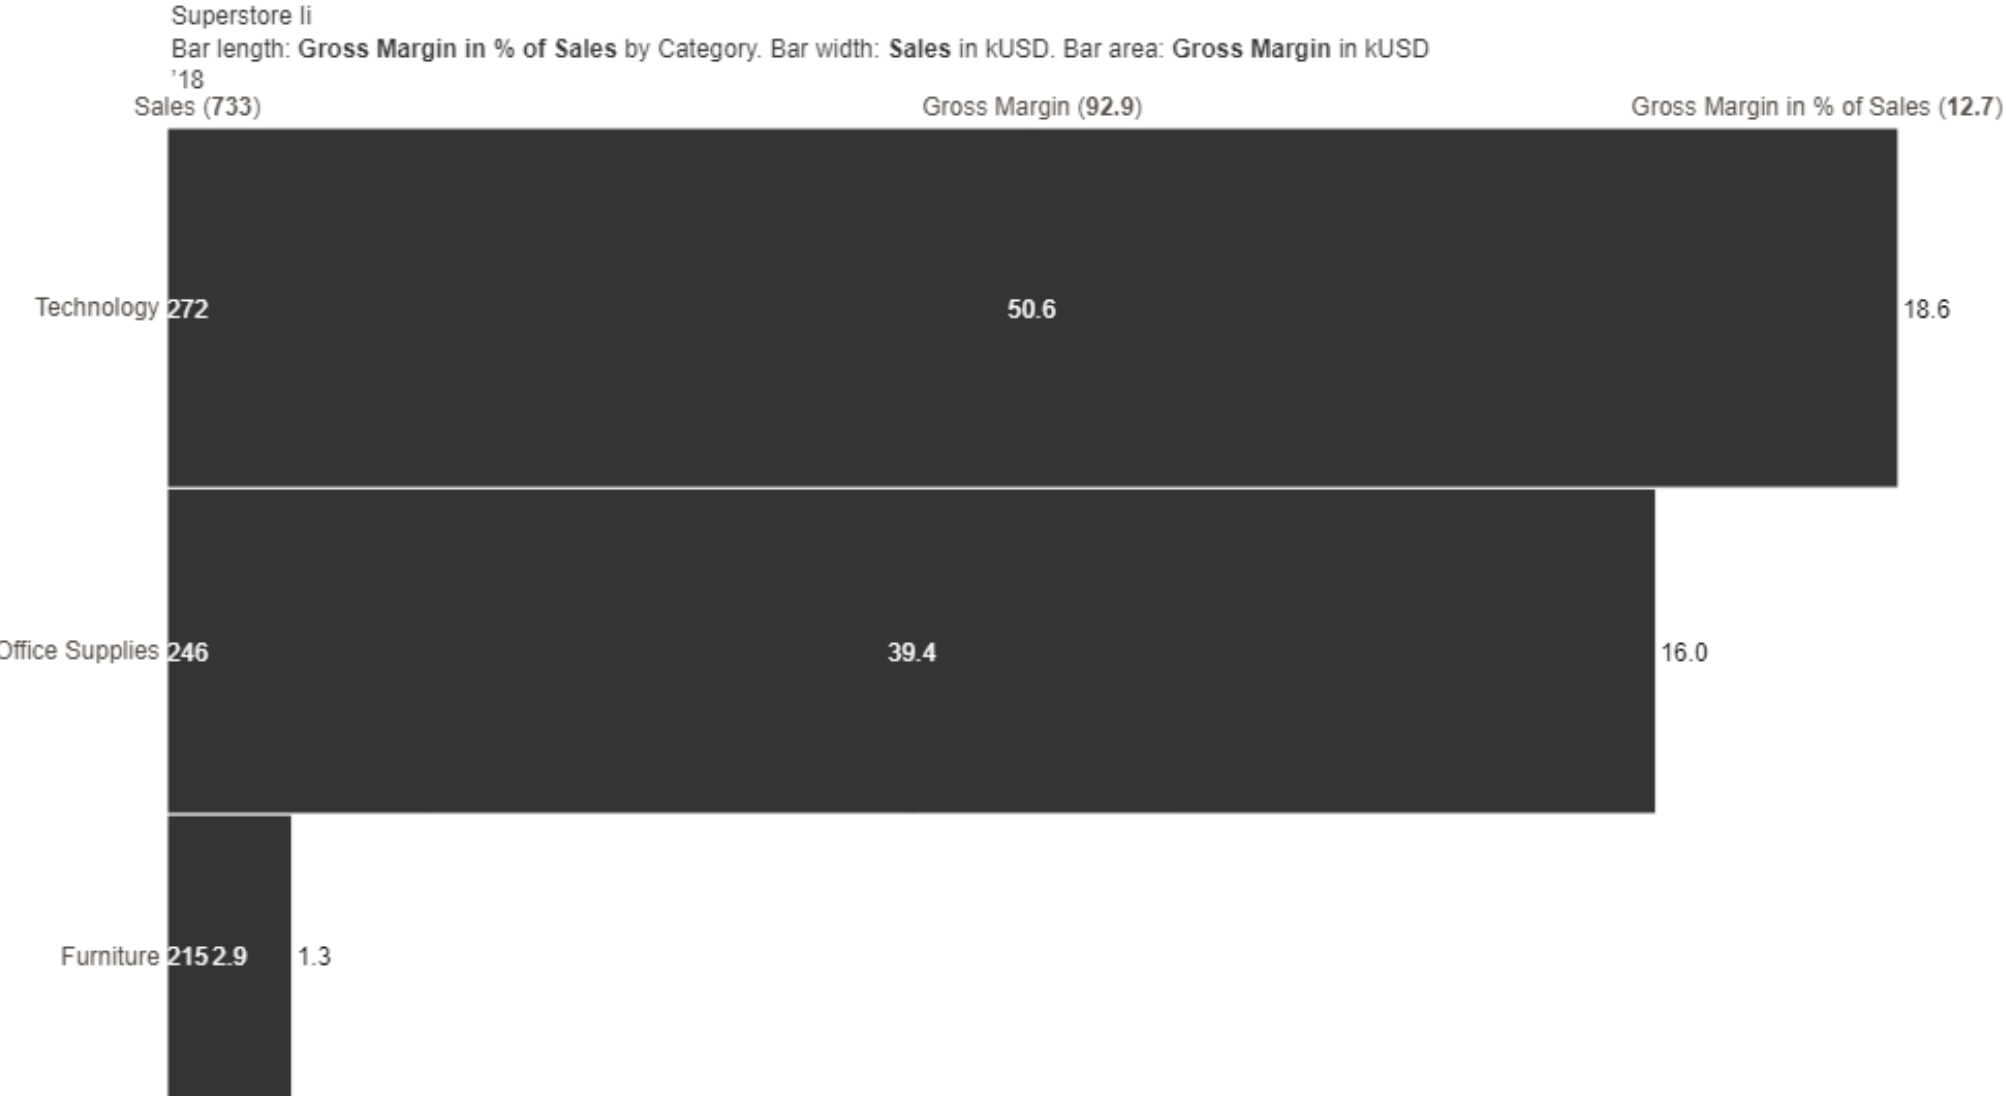 Superstore li
Bar length: Gross Margin in % of Sales by Category. Bar width: Sales in kUSD. Bar area: Gross Margin in kUSD
'18
Sales (733) Gross Margin (92.9) Gross Margin in % of Sales (12.7)
Technology 272 50.6 18.6
Office Supplies 246 39.4 16.0
Furniture 215 2.9 1.3